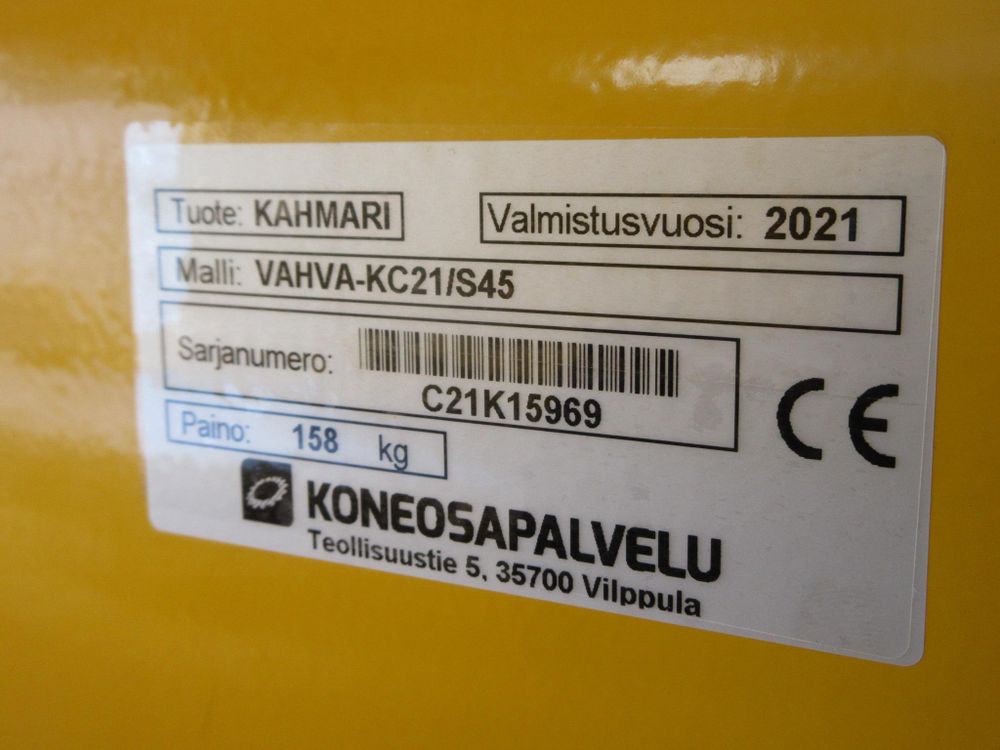 Tuote: KAHMARI
Valmistusvuosi: 2021
Malli: VAHVA-KC21/S45
Sarjanumero:
C21K15969
Paino: 158 kg
CE
KONEOSAPALVELU
Teollisuustie 5, 35700 Vilppula